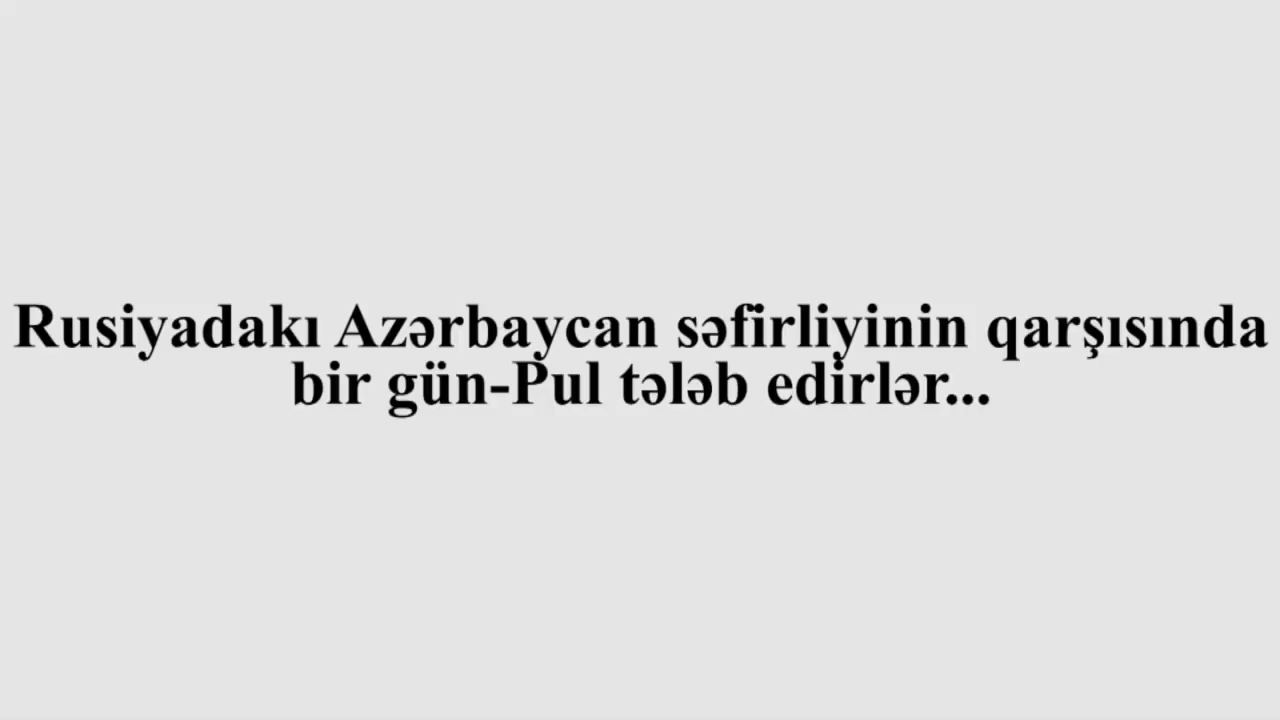 Rusiyadakı Azərbaycan səfirliyinin qarşısında
bir gün-Pul tələb edirlər...